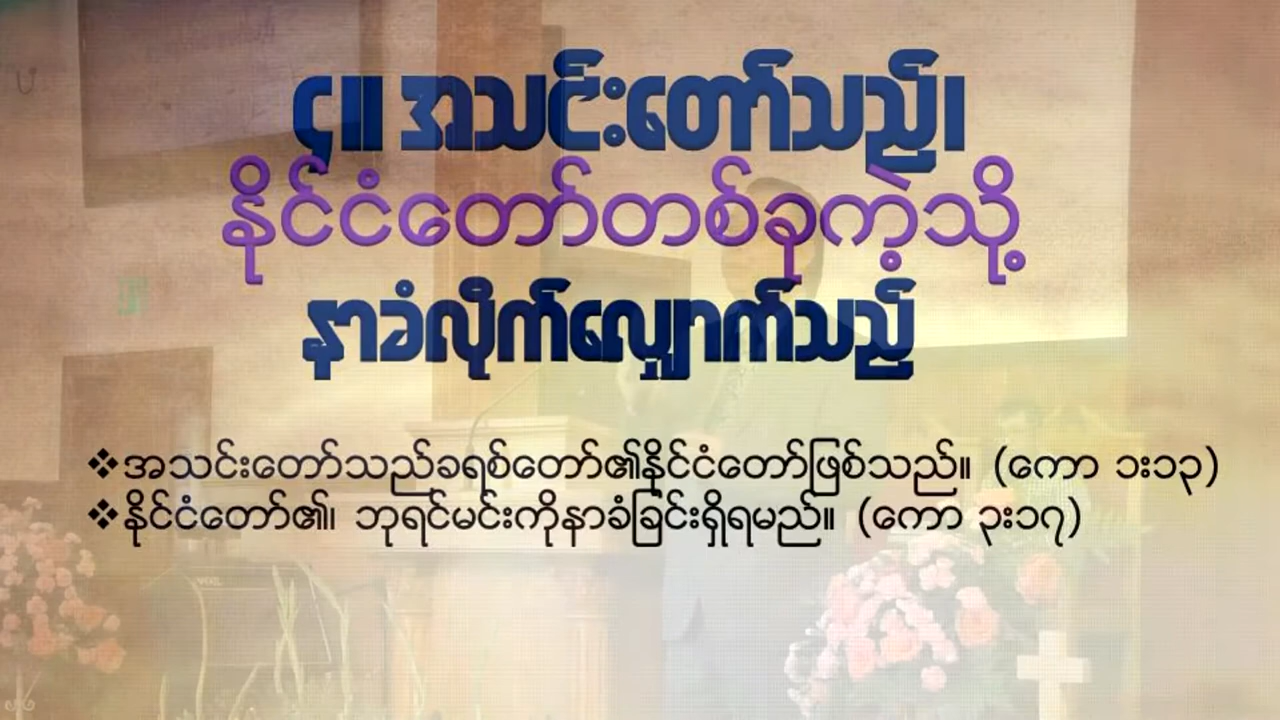 ၄။ အသင်းတော်သည်၊
နိုင်ငံတော်တစ်ခုကဲ့သို့
နာခံလိုက်လျှောက်သည်
❖အသင်းတော်သည်ခရစ်တော်၏နိုင်ငံတော်ဖြစ်သည်။ (ကော ၁း၁၃)
❖နိုင်ငံတော်၏၊ ဘုရင်မင်းကိုနာခံခြင်းရှိရမည်။ (ကော ၃း၁၇)